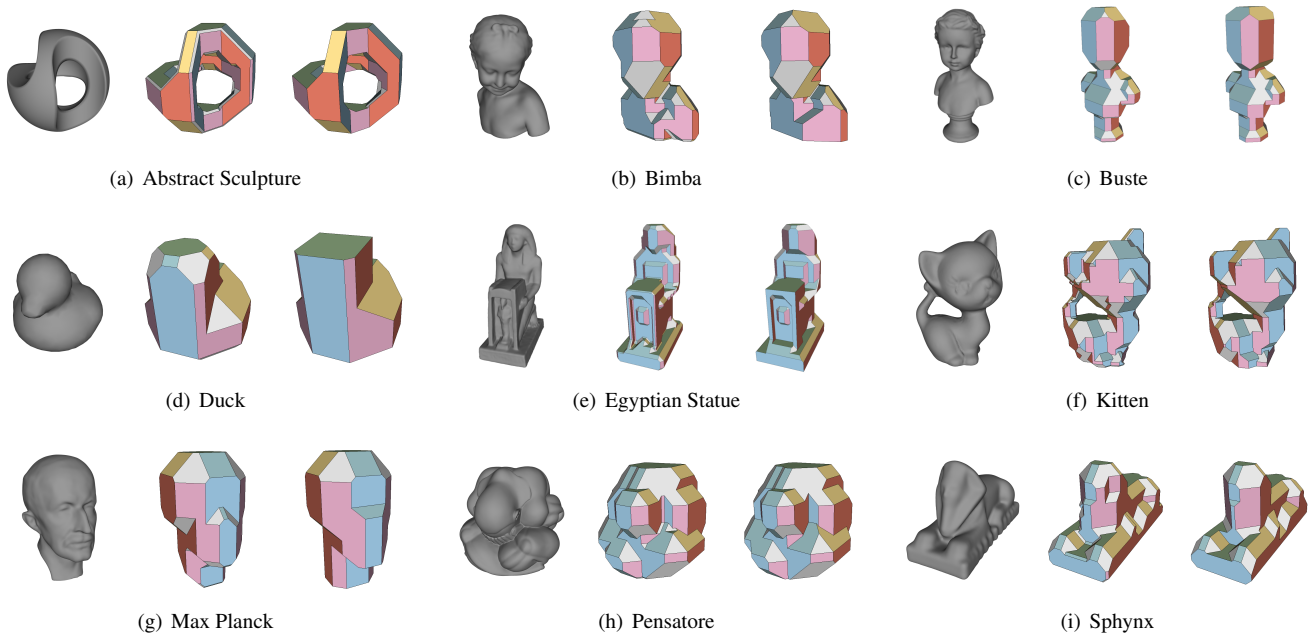 (a) Abstract Sculpture
(b) Bimba
(c) Buste
(d) Duck
(e) Egyptian Statue
(f) Kitten
(g) Max Planck
(h) Pensatore
(i) Sphynx